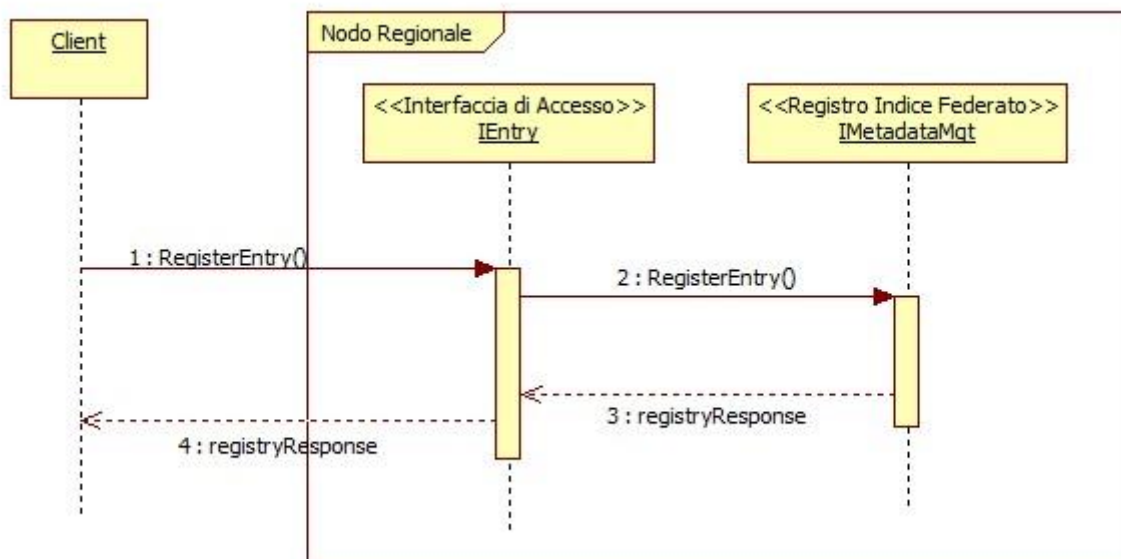 Client
Nodo Regionale
<<Interfaccia di Accesso>>
IEntry
<<Registro Indice Federato>>
IMetadataMgt
1 : RegisterEntry()
2 : RegisterEntry()
3 : registryResponse
4 : registryResponse